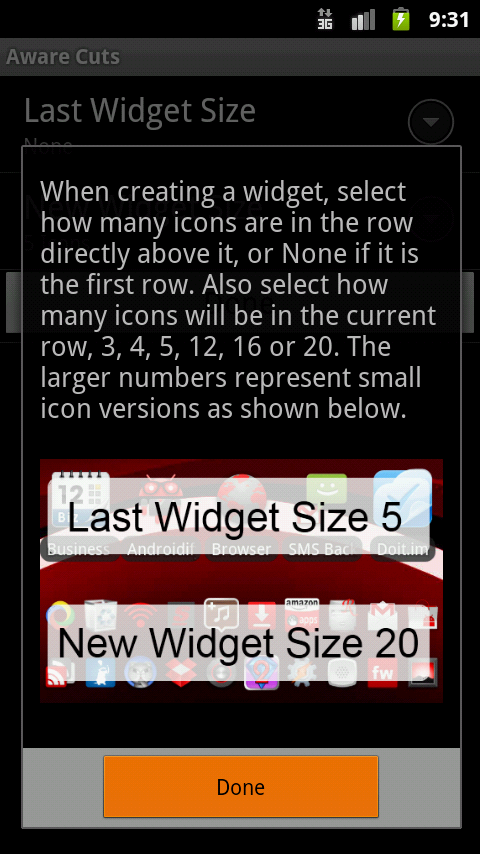 3G
9:31
Aware Cuts
Last Widget Size
None
When creating a widget, select
how many icons are in the row
directly above it, or None if it is
the first row. Also select how
many icons will be in the current
row, 3, 4, 5, 12, 16 or 20. The
larger numbers represent small
icon versions as shown below.
12
Last Widget Size 5
Business
Androidif
Browser
SMS Back
Doit.im
amazon
apps
New Widget Size 20
fw
Done